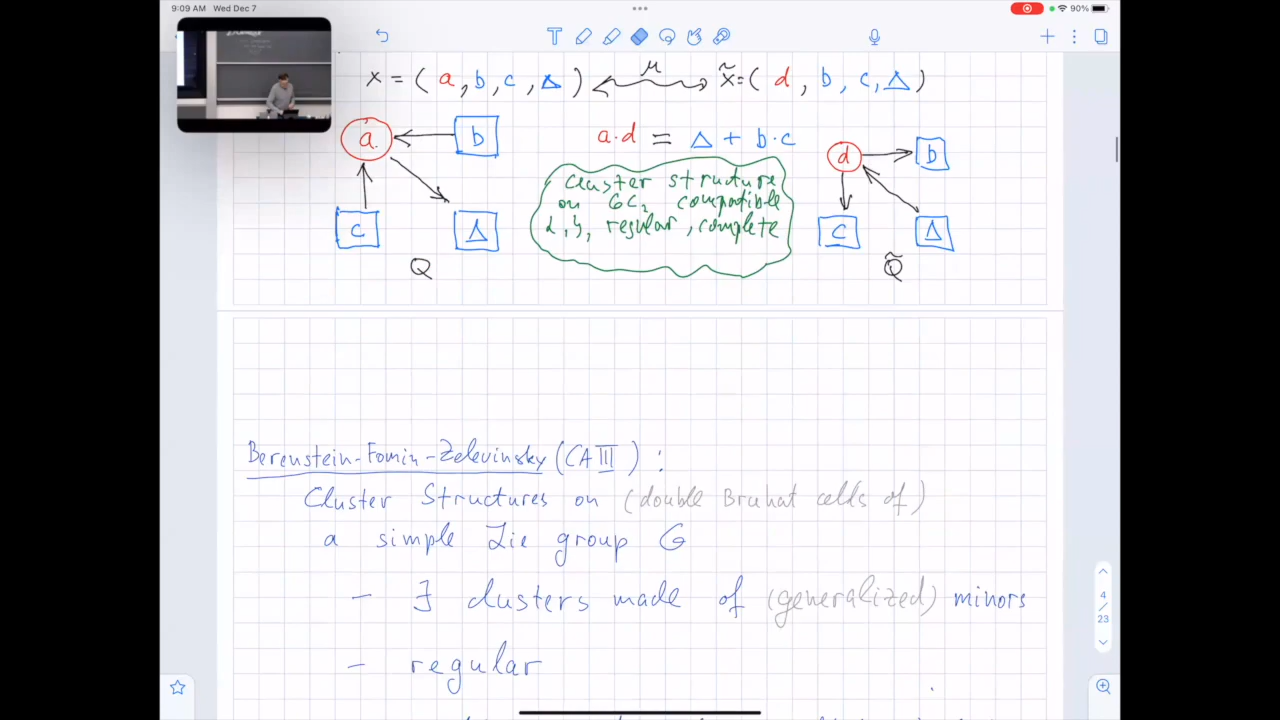 9:09 AM Wed Dec 7
90%
x = ( a , b , c , Δ ) μ x̃ = ( d , b , c , Δ )
a b
a · d = Δ + b · c
d b
Cluster structure
on GL₂ compatible
{ , }, regular, complete
c Δ
c Δ
Q
Q̃
Berenstein-Fomin-Zelevinsky (CA III) :
Cluster Structures on (double Bruhat cells of)
a simple Lie group G
- ∃ clusters made of (generalized) minors
- regular
4
/
23